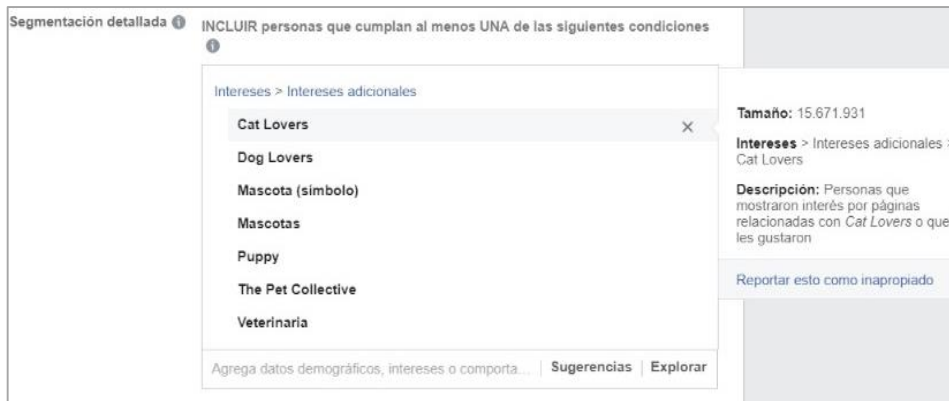 Segmentación detallada
INCLUIR personas que cumplan al menos UNA de las siguientes condiciones
Intereses > Intereses adicionales
Cat Lovers
Dog Lovers
Mascota (símbolo)
Mascotas
Puppy
The Pet Collective
Veterinaria
Agrega datos demográficos, intereses o comporta... | Sugerencias | Explorar
Tamaño: 15.671.931
Intereses > Intereses adicionales >
Cat Lovers
Descripción: Personas que
mostraron interés por páginas
relacionadas con Cat Lovers o que
les gustaron
Reportar esto como inapropiado